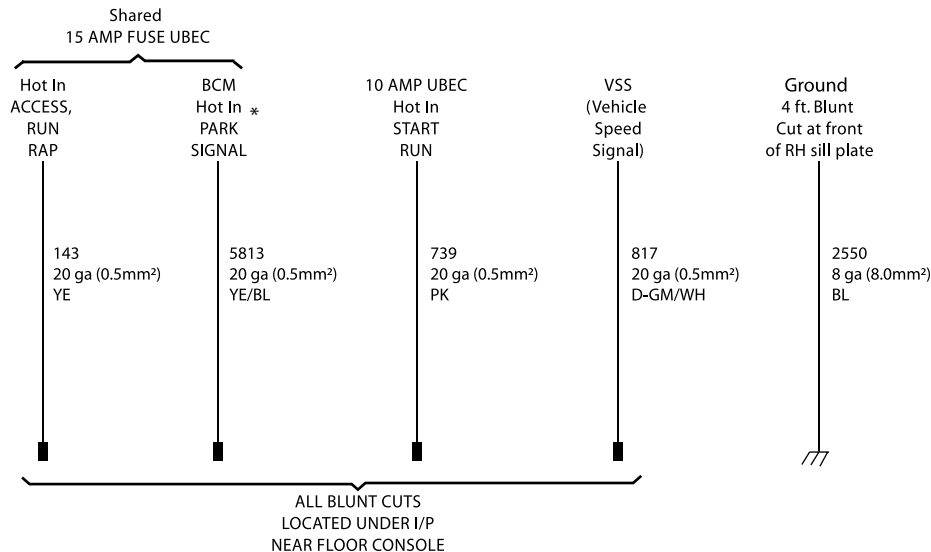 Shared
15 AMP FUSE UBEC
Hot In
ACCESS,
RUN
RAP
BCM
Hot In *
PARK
SIGNAL
10 AMP UBEC
Hot In
START
RUN
VSS
(Vehicle
Speed
Signal)
Ground
4 ft. Blunt
Cut at front
of RH sill plate
143
20 ga (0.5mm²)
YE
5813
20 ga (0.5mm²)
YE/BL
739
20 ga (0.5mm²)
PK
817
20 ga (0.5mm²)
D-GM/WH
2550
8 ga (8.0mm²)
BL
ALL BLUNT CUTS
LOCATED UNDER I/P
NEAR FLOOR CONSOLE